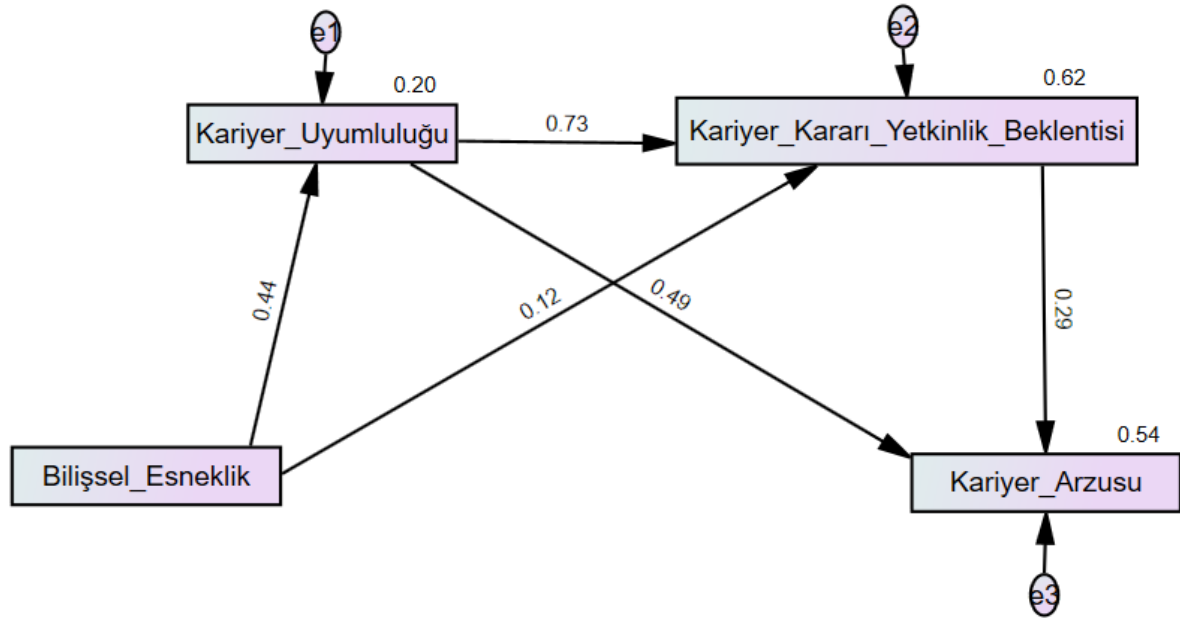 e1
e2
0.20
0.62
Kariyer_Uyumluluğu
0.73
Kariyer_Kararı_Yetkinlik_Beklentisi
0.44
0.12
0.49
0.29
0.54
Bilişsel_Esneklik
Kariyer_Arzusu
e3